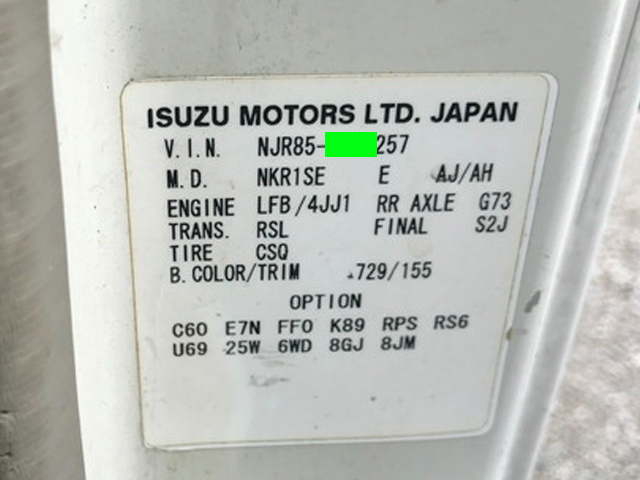 ISUZU MOTORS LTD. JAPAN
V.I.N. NJR85- 257
M.D. NKR1SE E AJ/AH
ENGINE LFB/4JJ1 RR AXLE G73
TRANS. RSL FINAL S2J
TIRE CSQ
B.COLOR/TRIM .729/155
OPTION
C60 E7N FF0 K89 RPS RS6
U69 25W 6WD 8GJ 8JM